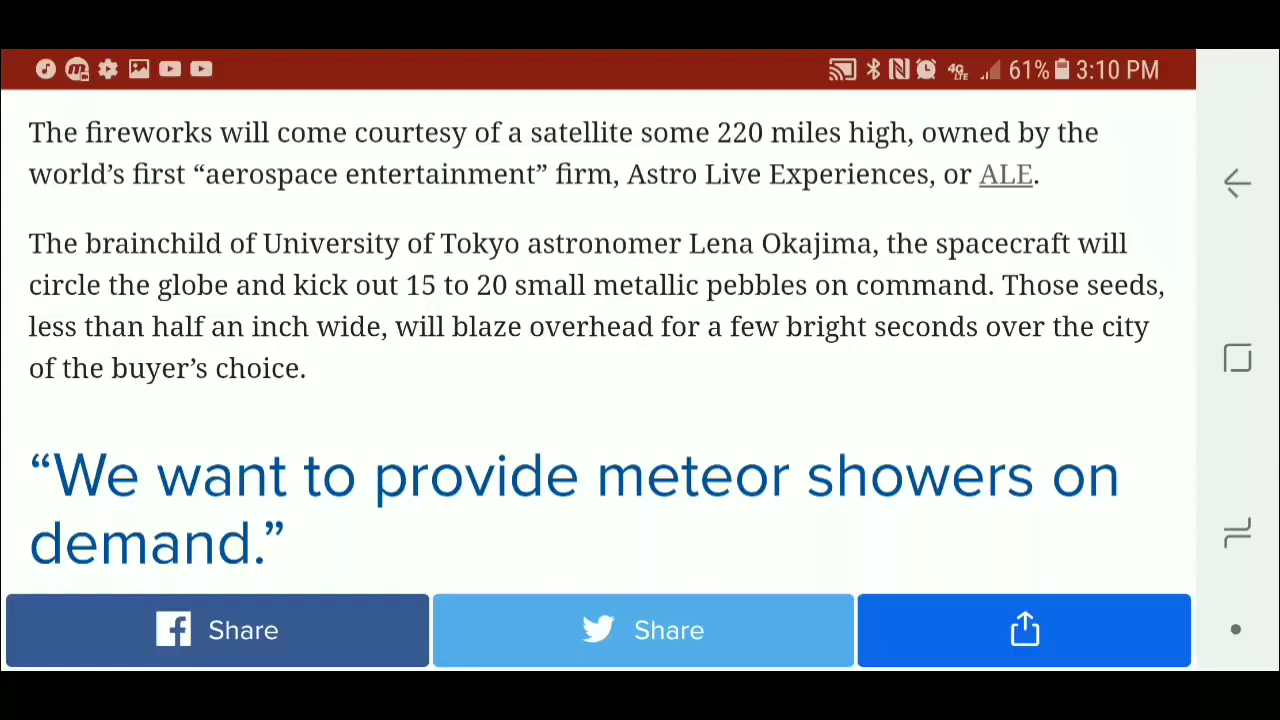 4G LTE 61% 3:10 PM
The fireworks will come courtesy of a satellite some 220 miles high, owned by the
world’s first “aerospace entertainment” firm, Astro Live Experiences, or ALE.
The brainchild of University of Tokyo astronomer Lena Okajima, the spacecraft will
circle the globe and kick out 15 to 20 small metallic pebbles on command. Those seeds,
less than half an inch wide, will blaze overhead for a few bright seconds over the city
of the buyer’s choice.
“We want to provide meteor showers on
demand.”
Share Share